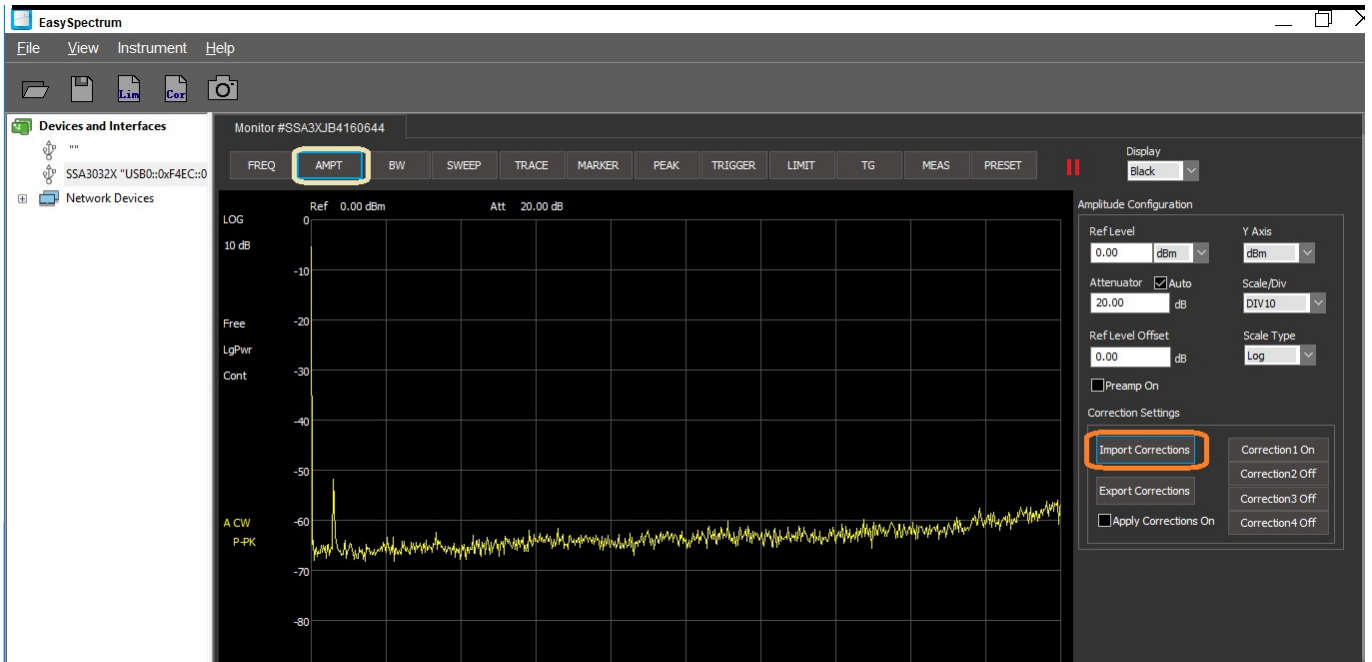 EasySpectrum
File View Instrument Help
Lim Cor
Devices and Interfaces
""
SSA3032X "USB0::0xF4EC::0
Network Devices
Monitor #SSA3XJB4160644
FREQ AMPT BW SWEEP TRACE MARKER PEAK TRIGGER LIMIT TG MEAS PRESET
Display
Black
Ref 0.00 dBm Att 20.00 dB
LOG
10 dB
Free
LgPwr
Cont
A CW
P-PK
0
-10
-20
-30
-40
-50
-60
-70
-80
Amplitude Configuration
Ref Level Y Axis
0.00 dBm dBm
Attenuator Auto Scale/Div
20.00 dB DIV10
Ref Level Offset Scale Type
0.00 dB Log
Preamp On
Correction Settings
Import Corrections Correction1 On
Correction2 Off
Export Corrections Correction3 Off
Apply Corrections On Correction4 Off